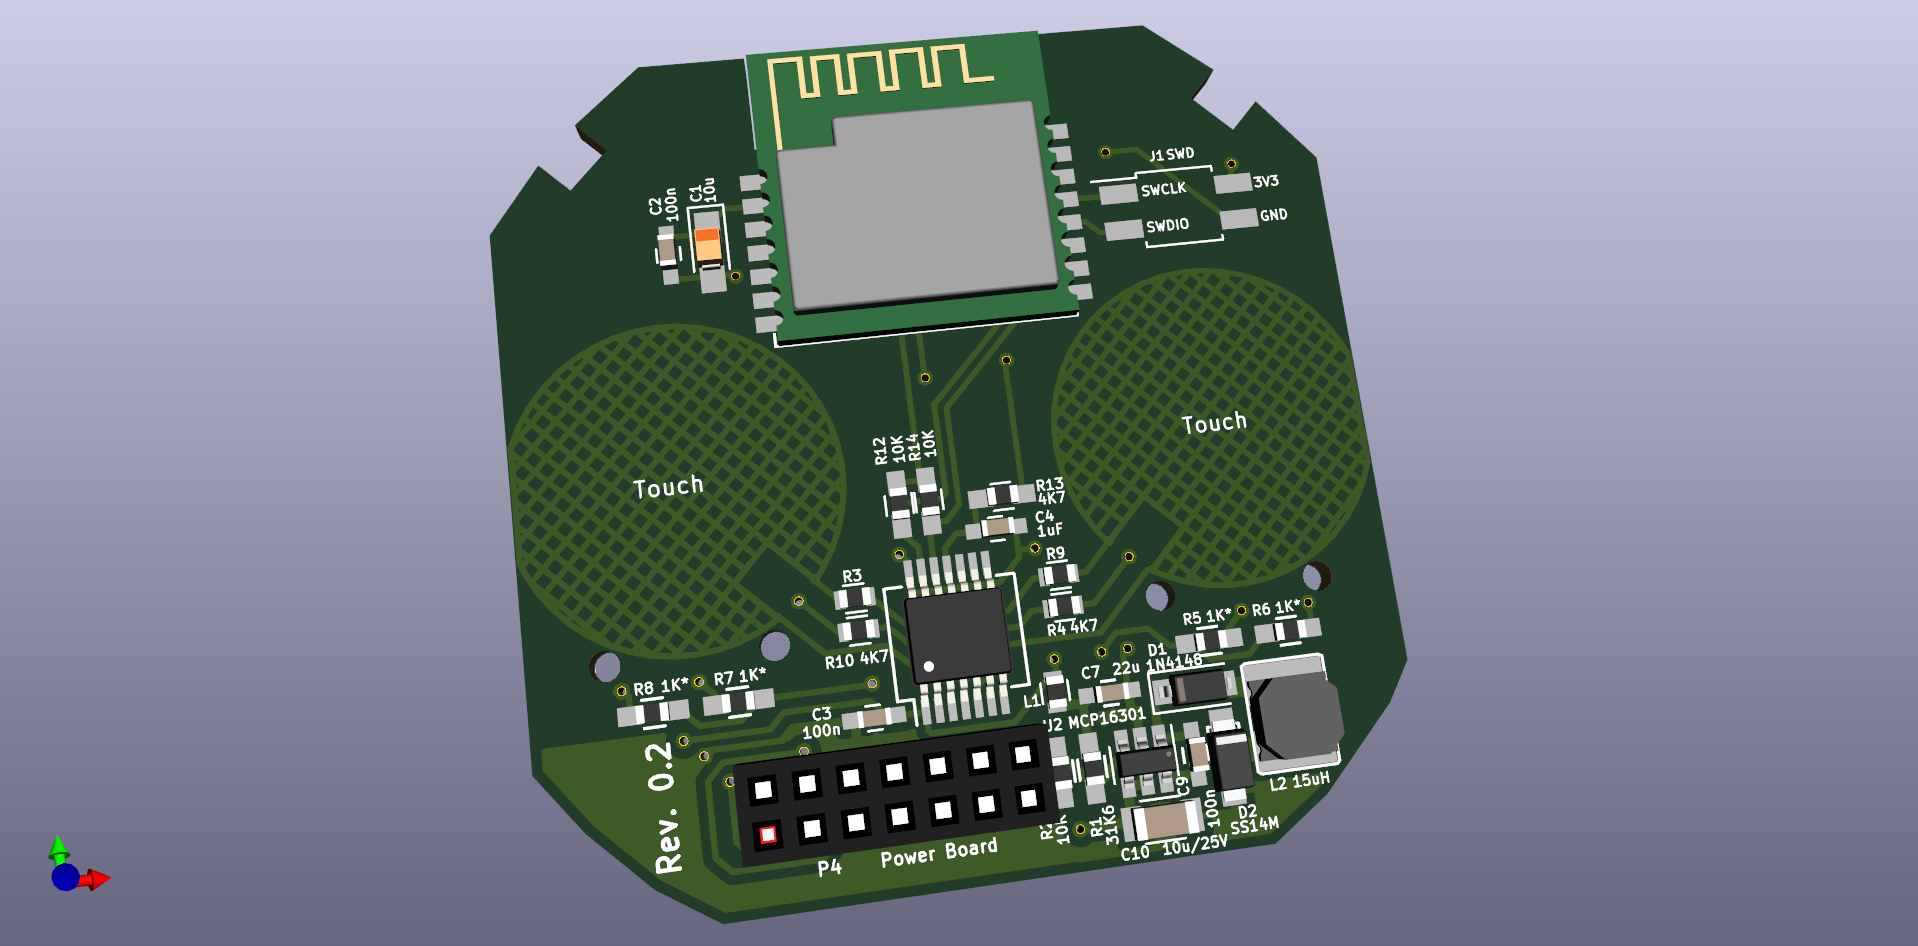 J1 SWD
3V3
SWCLK
GND
SWDIO
C2
100n
C1
10u
Touch
Touch
R12
10K
R14
10K
R13
4K7
C4
1uF
R9
R3
R4 4K7
R10 4K7
R5 1K*
R6 1K*
D1
1N4148
R8 1K*
R7 1K*
C7
22u
L1
C3
100n
MCP16301
L2 15uH
C9
100n
D2
SS14M
R1
31K6
10k
C10 10u/25V
Rev. 0.2
P4
Power Board